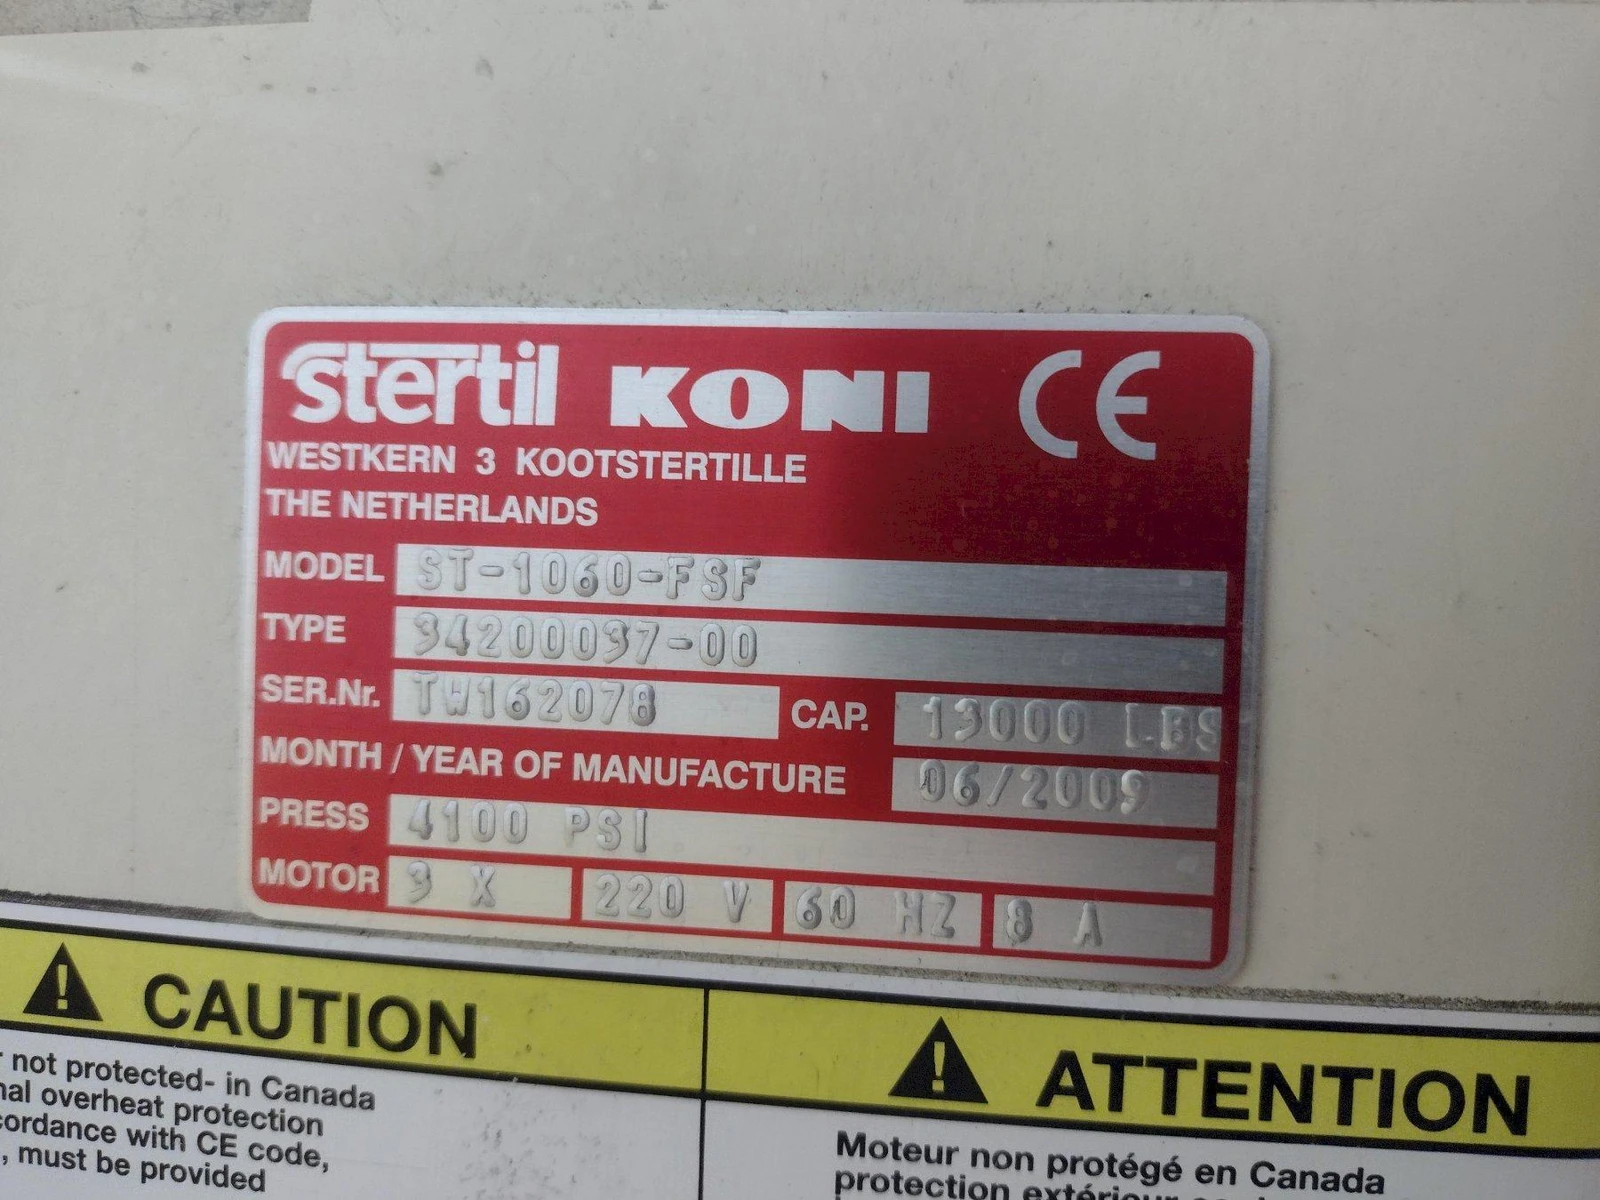 stertil KONI CE
WESTKERN 3 KOOTSTERTILLE
THE NETHERLANDS
MODEL ST-1060-FSF
TYPE 34200037-00
SER.Nr. TW162078 CAP. 13000 LBS
MONTH / YEAR OF MANUFACTURE 06/2009
PRESS 4100 PSI
MOTOR 3 X 220 V 60 HZ 8 A
CAUTION
not protected- in Canada
overheat protection
with CE code,
, must be provided
ATTENTION
Moteur non protégé en Canada
protection